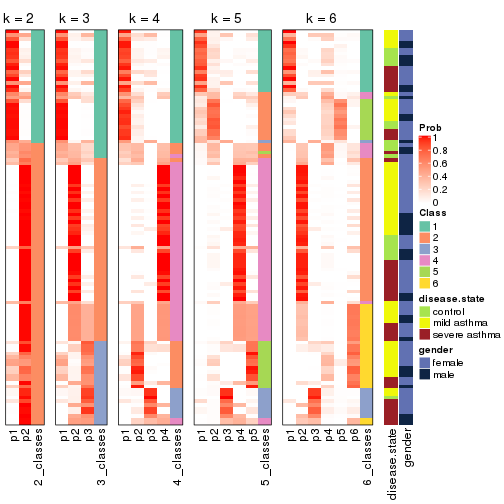 k = 2
k = 3
k = 4
k = 5
k = 6
p1
p2
2_classes
p1
p2
p3
3_classes
p1
p2
p3
p4
4_classes
p1
p2
p3
p4
p5
5_classes
p1
p2
p3
p4
p5
p6
6_classes
disease.state
gender
Prob
1
0.8
0.6
0.4
0.2
0
Class
1
2
3
4
5
6
disease.state
control
mild asthma
severe asthma
gender
female
male